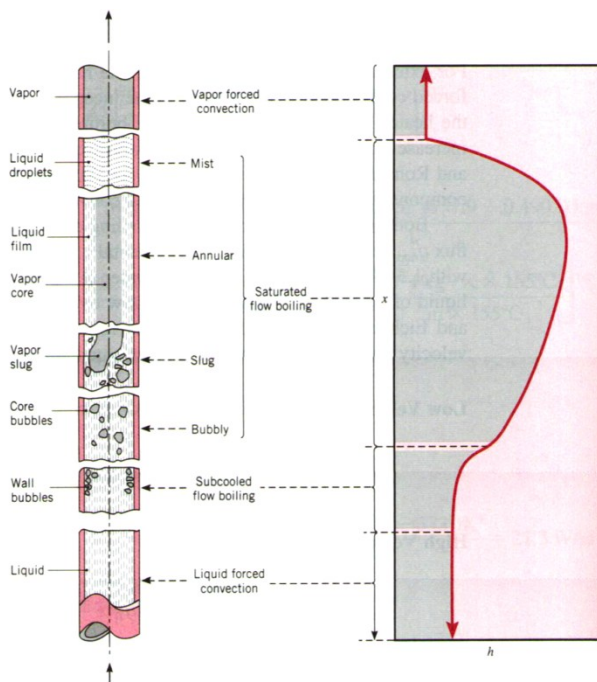 Vapor
Vapor forced
convection
Liquid
droplets
Mist
Liquid
film
Annular
Vapor
core
Saturated
flow boiling
x
Vapor
slug
Slug
Core
bubbles
Bubbly
Wall
bubbles
Subcooled
flow boiling
Liquid
Liquid forced
convection
h